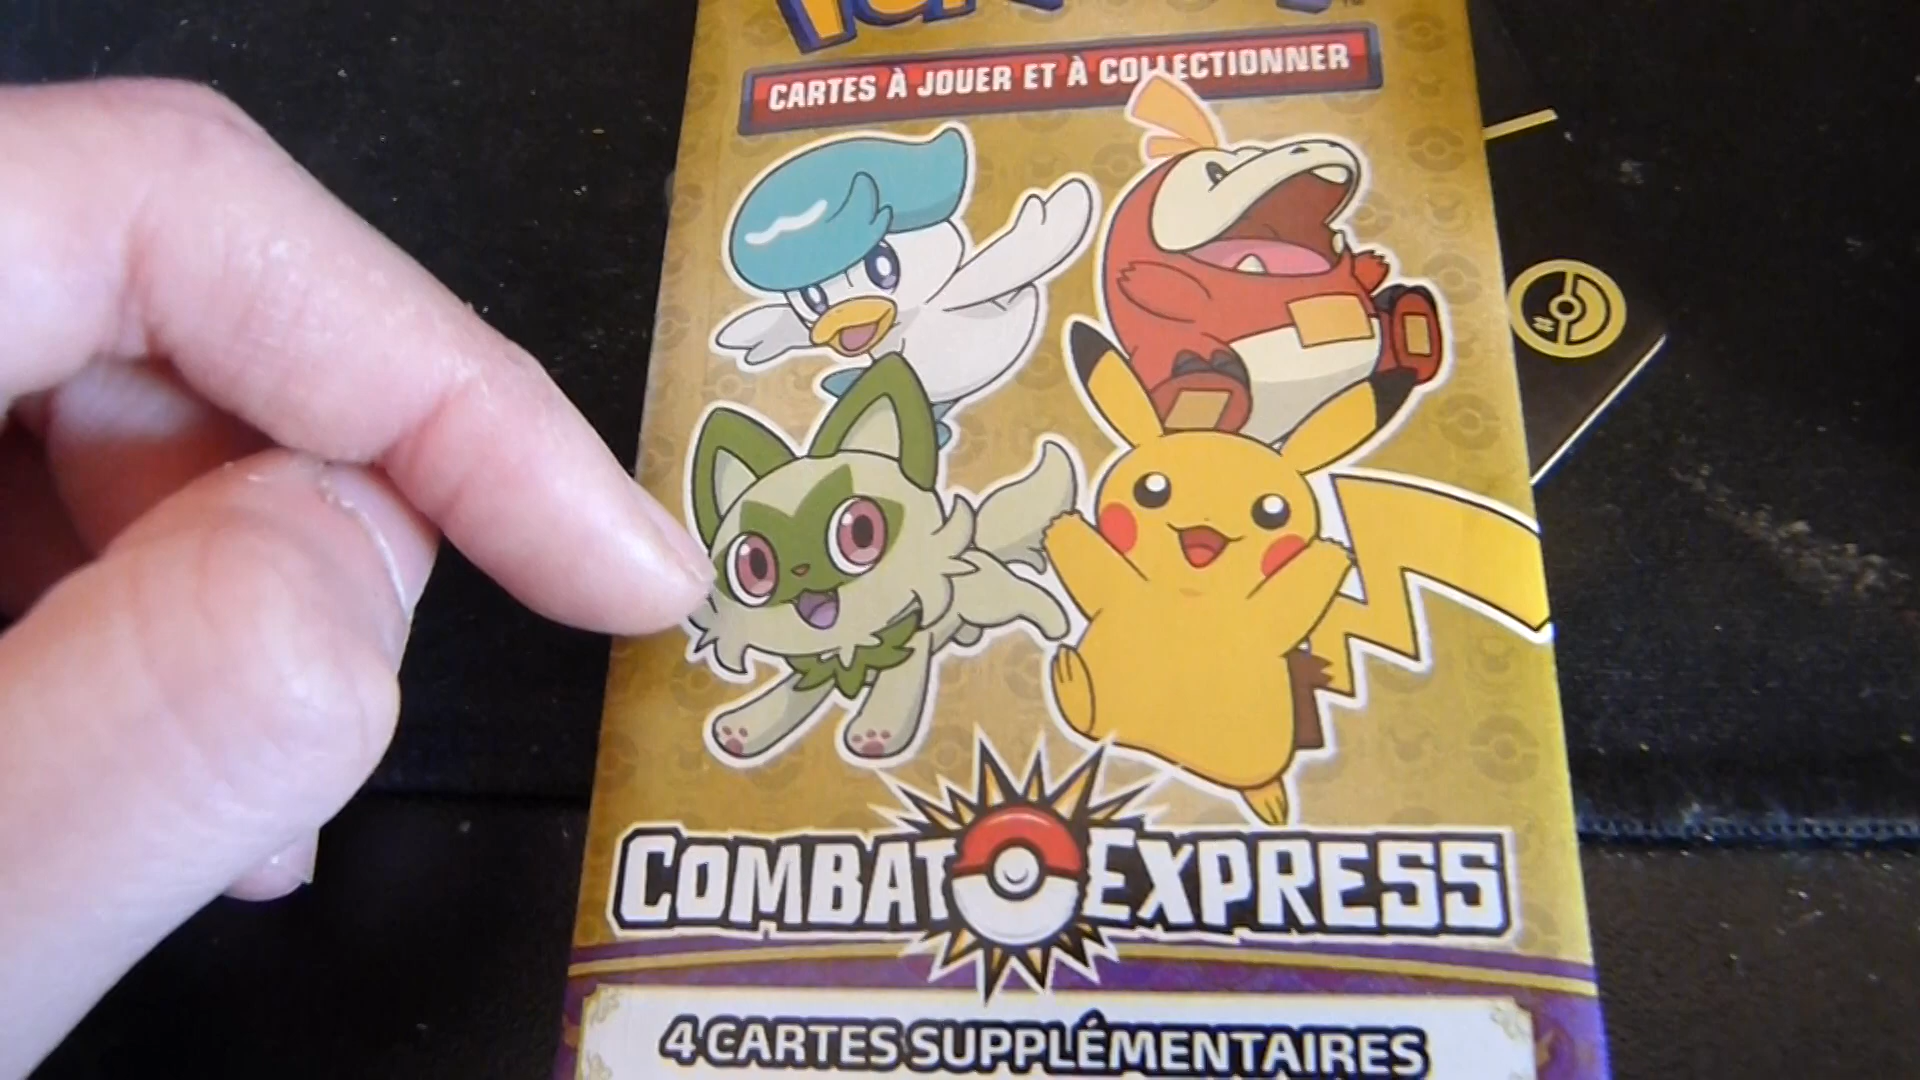 CARTES À JOUER ET À COLLECTIONNER
COMBAT EXPRESS
4 CARTES SUPPLÉMENTAIRES